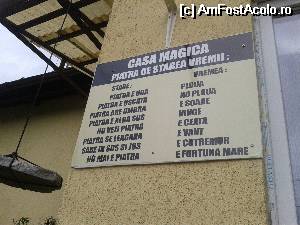 [c] AmFostAcolo.ro
CASA MAGICA
PIATRA DE STAREA VREMII:
STARE: VREMEA:
PIATRA E UDA PLOUA
PIATRA E USCATA NU PLOUA
PIATRA ARE UMBRA E SOARE
PIATRA E ALBA SUS NINGE
NU VEZI PIATRA E CEATA
PIATRA SE LEAGANA E VANT
SARE IN SUS SI JOS E CUTREMUR
NU MAI E PIATRA E FORTUNA MARE